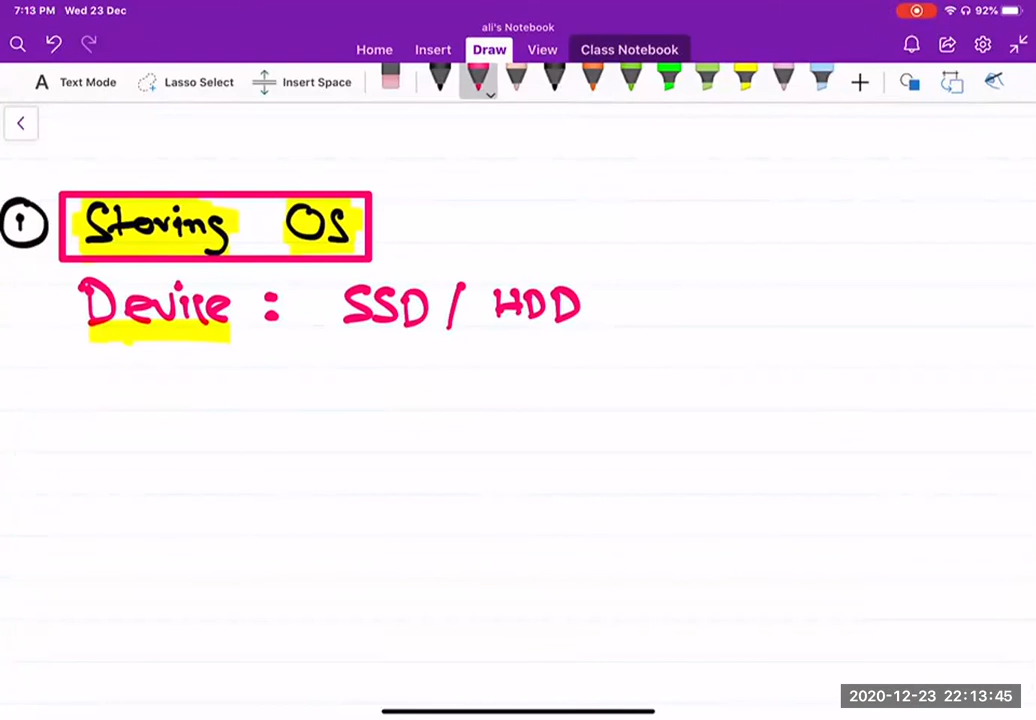 7:13 PM Wed 23 Dec
92%
ali's Notebook
Home Insert Draw View Class Notebook
A Text Mode Lasso Select Insert Space
1 Storing OS
Device : SSD / HDD
2020-12-23 22:13:45